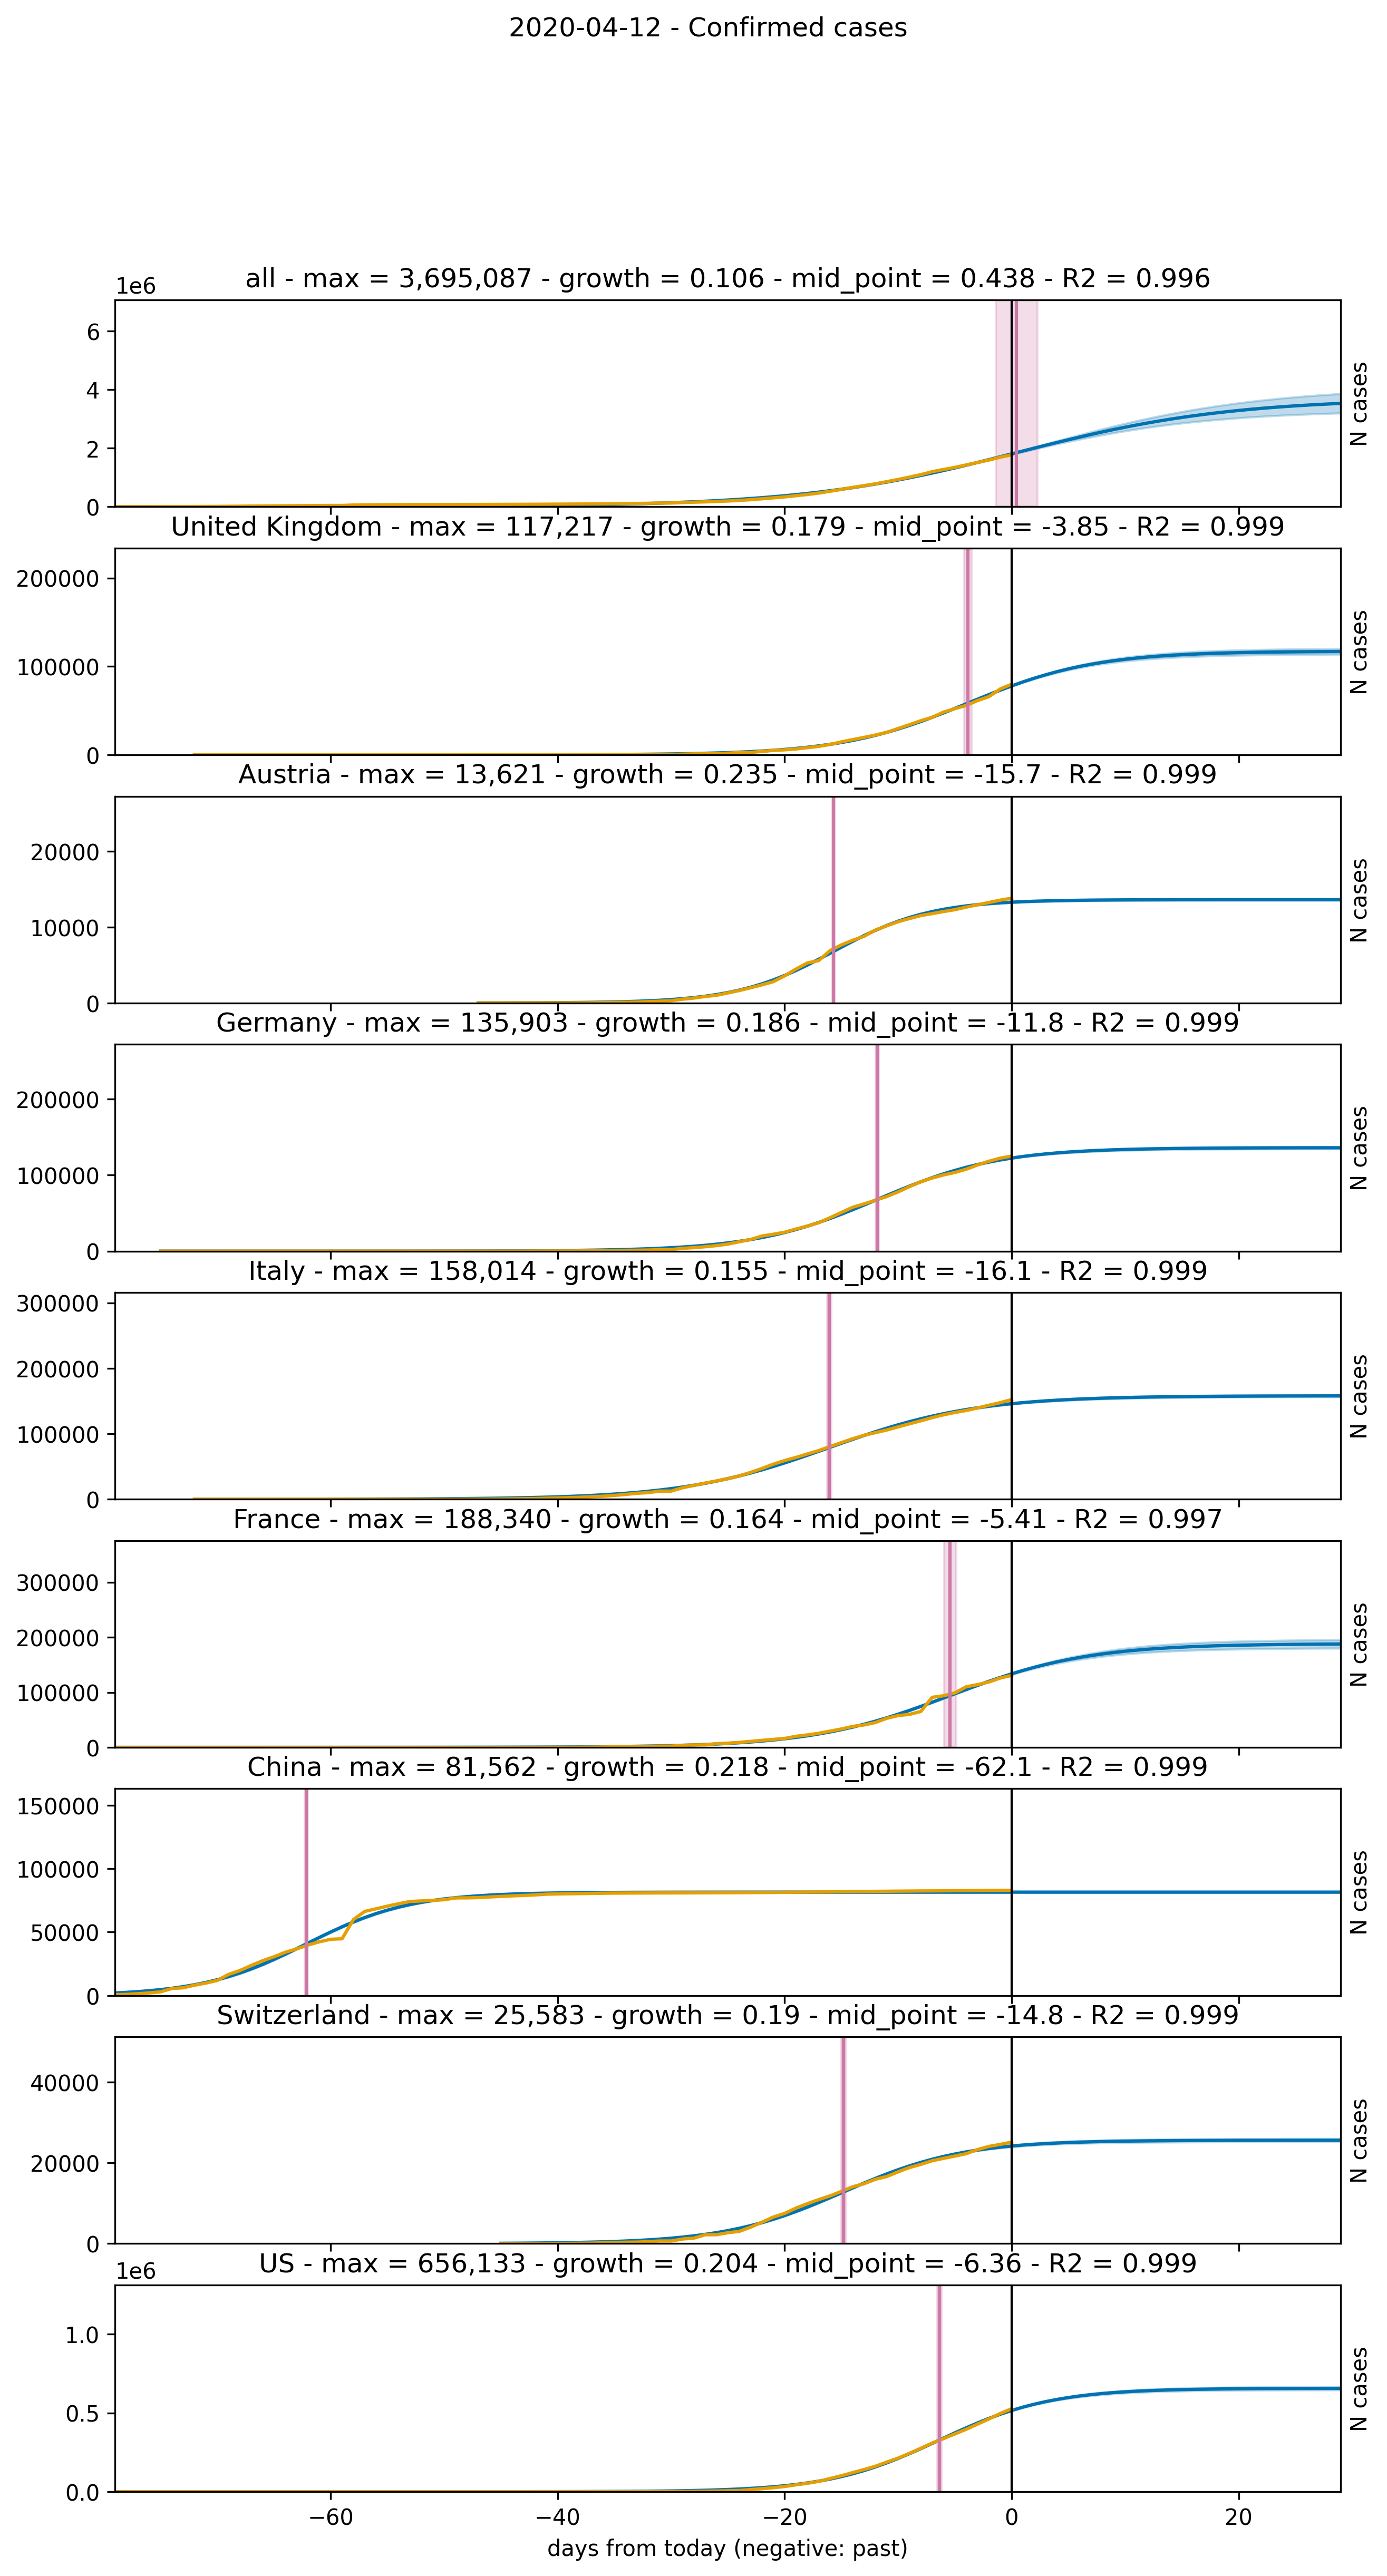 2020-04-12 - Confirmed cases
all - max = 3,695,087 - growth = 0.106 - mid_point = 0.438 - R2 = 0.996
1e6
6
4
2
0
N cases
United Kingdom - max = 117,217 - growth = 0.179 - mid_point = -3.85 - R2 = 0.999
200000
100000
0
N cases
Austria - max = 13,621 - growth = 0.235 - mid_point = -15.7 - R2 = 0.999
20000
10000
0
N cases
Germany - max = 135,903 - growth = 0.186 - mid_point = -11.8 - R2 = 0.999
200000
100000
0
N cases
Italy - max = 158,014 - growth = 0.155 - mid_point = -16.1 - R2 = 0.999
300000
200000
100000
0
N cases
France - max = 188,340 - growth = 0.164 - mid_point = -5.41 - R2 = 0.997
300000
200000
100000
0
N cases
China - max = 81,562 - growth = 0.218 - mid_point = -62.1 - R2 = 0.999
150000
100000
50000
0
N cases
Switzerland - max = 25,583 - growth = 0.19 - mid_point = -14.8 - R2 = 0.999
40000
20000
0
N cases
US - max = 656,133 - growth = 0.204 - mid_point = -6.36 - R2 = 0.999
1e6
1.0
0.5
0.0
N cases
−60 −40 −20 0 20
days from today (negative: past)